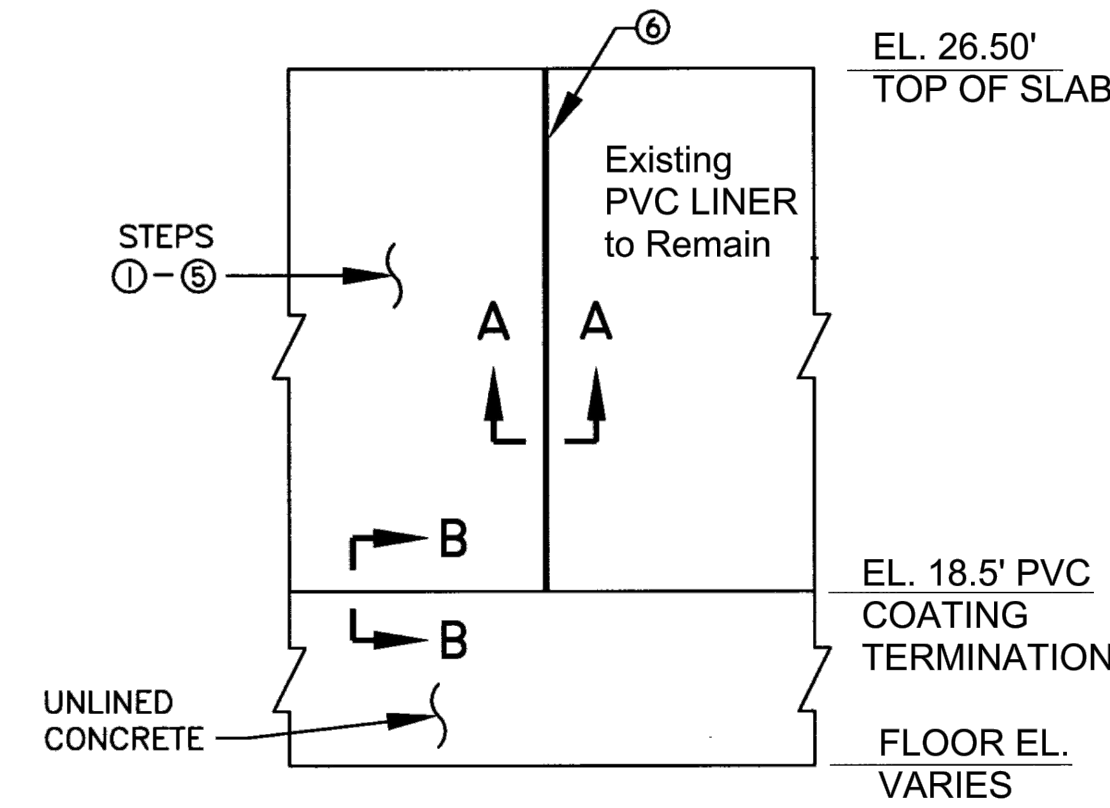 ⑥
EL. 26.50'
TOP OF SLAB
Existing
PVC LINER
to Remain
STEPS
①-⑤
A A
B
EL. 18.5' PVC
COATING
TERMINATION
B
UNLINED
CONCRETE
FLOOR EL.
VARIES